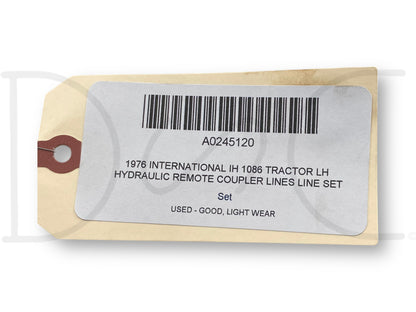 A0245120
1976 INTERNATIONAL IH 1086 TRACTOR LH
HYDRAULIC REMOTE COUPLER LINES LINE SET
Set
USED - GOOD, LIGHT WEAR